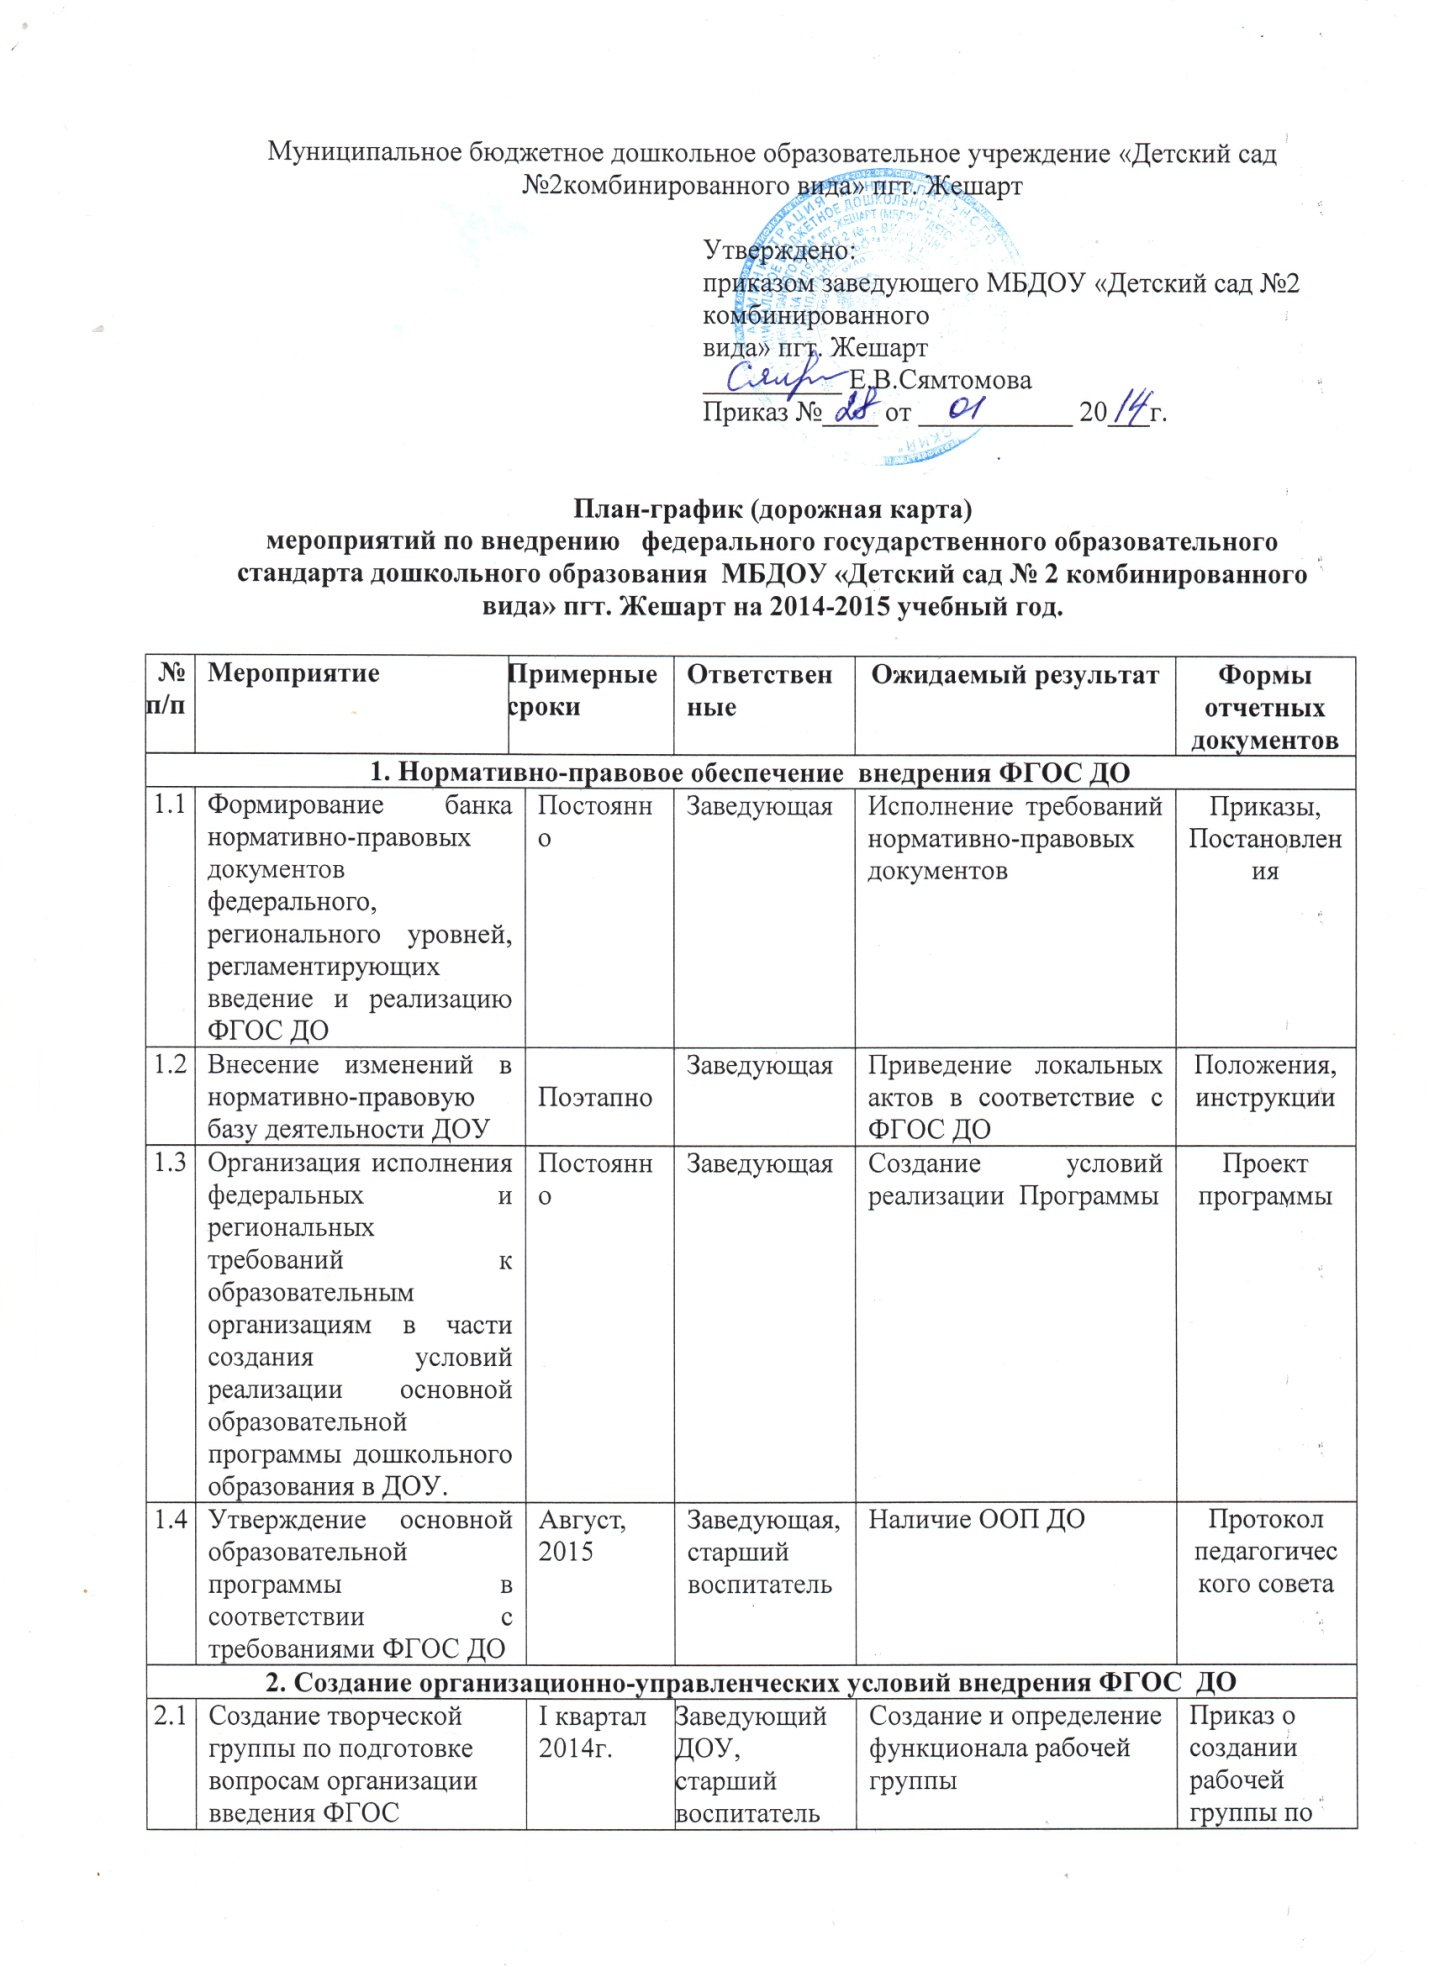 Муниципальное бюджетное дошкольное образовательное учреждение «Детский сад
№2комбинированного вида» пгт. Жешарт
Утверждено:
приказом заведующего МБДОУ «Детский сад №2
комбинированного
вида» пгт. Жешарт
__________ Е.В.Сямтомова
Приказ № 28 от 01 2014г.
План-график (дорожная карта)
мероприятий по внедрению федерального государственного образовательного
стандарта дошкольного образования МБДОУ «Детский сад № 2 комбинированного
вида» пгт. Жешарт на 2014-2015 учебный год.
№
п/п
Мероприятие
Примерные
сроки
Ответствен
ные
Ожидаемый результат
Формы
отчетных
документов
1. Нормативно-правовое обеспечение внедрения ФГОС ДО
1.1
Формирование банка
нормативно-правовых
документов
федерального,
регионального уровней,
регламентирующих
введение и реализацию
ФГОС ДО
Постоянн
о
Заведующая
Исполнение требований
нормативно-правовых
документов
Приказы,
Постановлен
ия
1.2
Внесение изменений в
нормативно-правовую
базу деятельности ДОУ
Поэтапно
Заведующая
Приведение локальных
актов в соответствие с
ФГОС ДО
Положения,
инструкции
1.3
Организация исполнения
федеральных и
региональных
требований к
образовательным
организациям в части
создания условий
реализации основной
образовательной
программы дошкольного
образования в ДОУ.
Постоянн
о
Заведующая
Создание условий
реализации Программы
Проект
программы
1.4
Утверждение основной
образовательной
программы в
соответствии с
требованиями ФГОС ДО
Август,
2015
Заведующая,
старший
воспитатель
Наличие ООП ДО
Протокол
педагогичес
кого совета
2. Создание организационно-управленческих условий внедрения ФГОС ДО
2.1
Создание творческой
группы по подготовке
вопросам организации
введения ФГОС
I квартал
2014г.
Заведующий
ДОУ,
старший
воспитатель
Создание и определение
функционала рабочей
группы
Приказ о
создании
рабочей
группы по